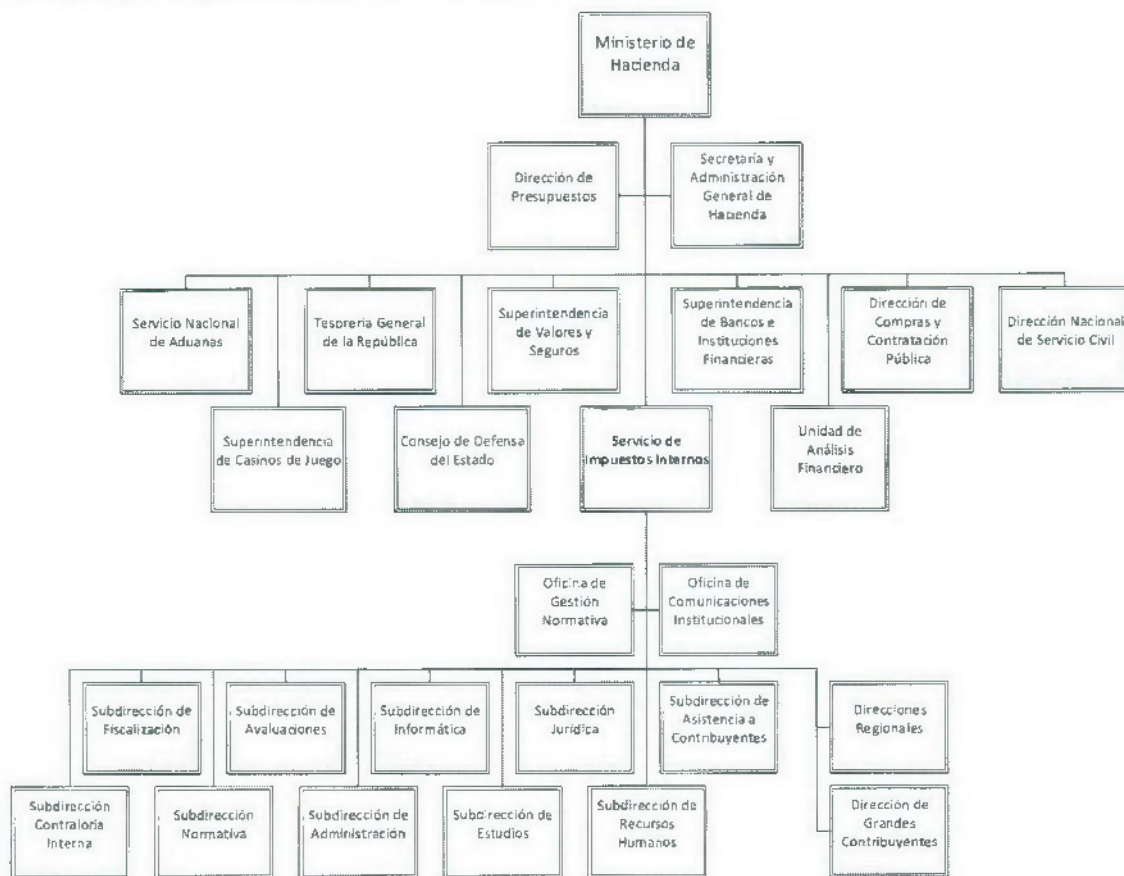 Ministerio de
Hacienda
Dirección de
Presupuestos
Secretaría y
Administración
General de
Hacienda
Servicio Nacional
de Aduanas
Tesorería General
de la República
Superintendencia
de Valores y
Seguros
Superintendencia
de Bancos e
Instituciones
Financieras
Dirección de
Compras y
Contratación
Pública
Dirección Nacional
de Servicio Civil
Superintendencia
de Casinos de Juego
Consejo de Defensa
del Estado
Servicio de
Impuestos Internos
Unidad de
Análisis
Financiero
Oficina de
Gestión
Normativa
Oficina de
Comunicaciones
Institucionales
Subdirección de
Fiscalización
Subdirección de
Avaluaciones
Subdirección de
Informática
Subdirección
Jurídica
Subdirección de
Asistencia a
Contribuyentes
Direcciones
Regionales
Subdirección
Contraloría
Interna
Subdirección
Normativa
Subdirección de
Administración
Subdirección de
Estudios
Subdirección de
Recursos
Humanos
Dirección de
Grandes
Contribuyentes